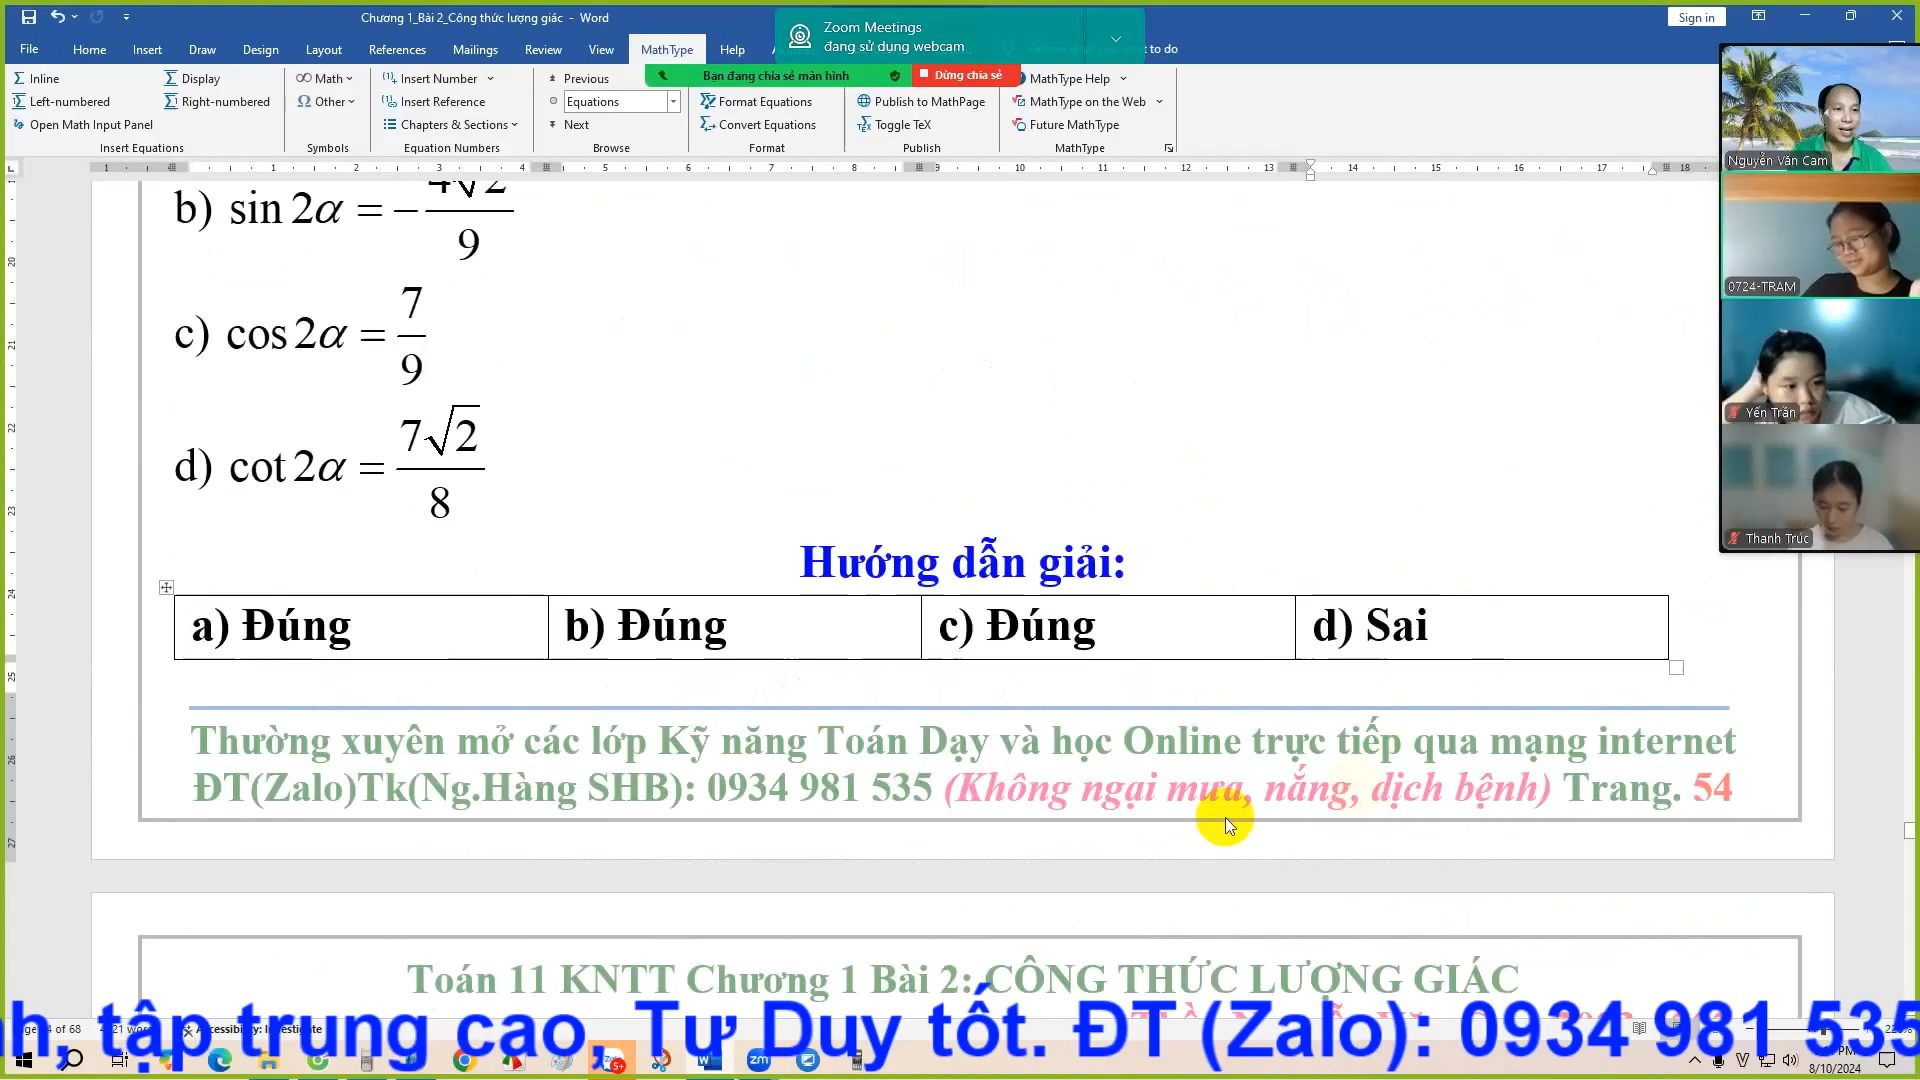 Chương 1_Bài 2_Công thức lượng giác - Word
Zoom Meetings
đang sử dụng webcam
Sign in
File Home Insert Draw Design Layout References Mailings Review View MathType Help
Bạn đang chia sẻ màn hình
Dừng chia sẻ
Inline
Display
Math
Insert Number
Previous
MathType Help
Left-numbered
Right-numbered
Other
Insert Reference
Equations
Format Equations
Publish to MathPage
MathType on the Web
Open Math Input Panel
Chapters & Sections
Next
Convert Equations
Toggle TeX
Future MathType
Insert Equations Symbols Equation Numbers Browse Format Publish MathType
Nguyễn Văn Cam
0724-TRAM
Yến Trần
Thanh Trúc
b) sin 2α = −4√2/9
c) cos 2α = 7/9
d) cot 2α = 7√2/8
Hướng dẫn giải:
a) Đúng b) Đúng c) Đúng d) Sai
Thường xuyên mở các lớp Kỹ năng Toán Dạy và học Online trực tiếp qua mạng internet
ĐT(Zalo)Tk(Ng.Hàng SHB): 0934 981 535 (Không ngại mưa, nắng, dịch bệnh) Trang. 54
Toán 11 KNTT Chương 1 Bài 2: CÔNG THỨC LƯỢNG GIÁC
tập trung cao, Tư Duy tốt. ĐT (Zalo): 0934 981 535
of 68
Accessibility: Investigate
PM
8/10/2024